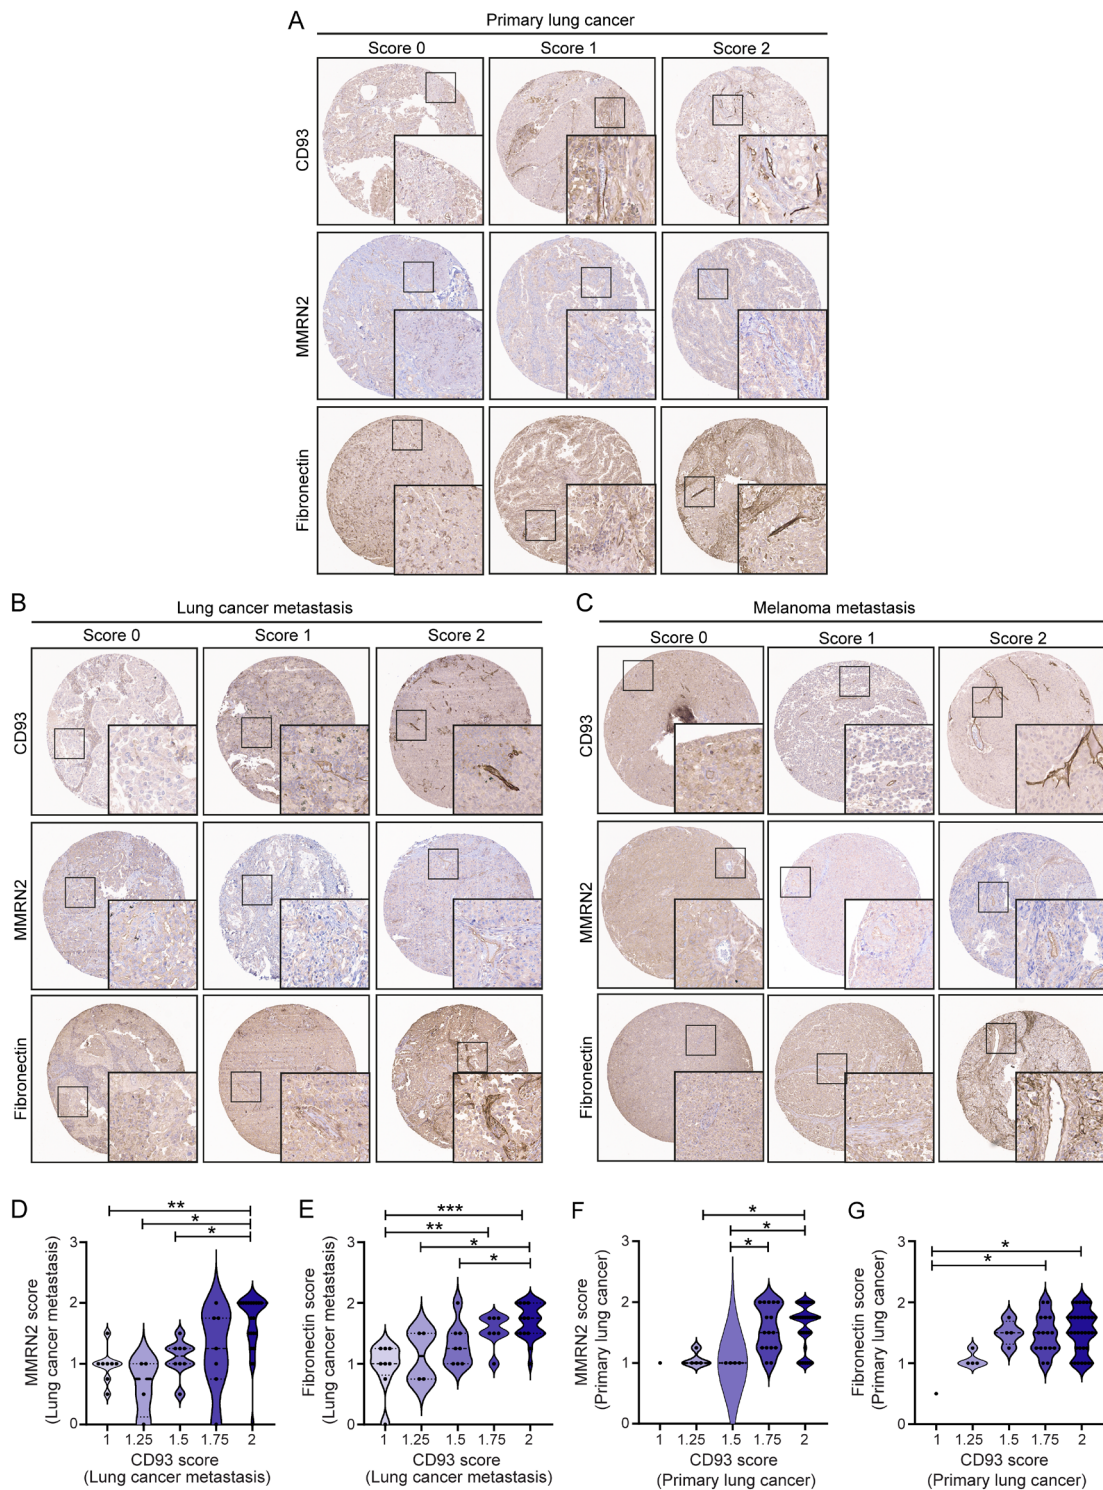 A
Primary lung cancer
Score 0 Score 1 Score 2
CD93
MMRN2
Fibronectin
B
Lung cancer metastasis
Score 0 Score 1 Score 2
CD93
MMRN2
Fibronectin
C
Melanoma metastasis
Score 0 Score 1 Score 2
CD93
MMRN2
Fibronectin
D
** 
*
*
MMRN2 score
(Lung cancer metastasis)
3
2
1
0
1 1.25 1.5 1.75 2
CD93 score
(Lung cancer metastasis)
E
***
**
*
*
Fibronectin score
(Lung cancer metastasis)
3
2
1
0
1 1.25 1.5 1.75 2
CD93 score
(Lung cancer metastasis)
F
*
*
*
MMRN2 score
(Primary lung cancer)
3
2
1
0
1 1.25 1.5 1.75 2
CD93 score
(Primary lung cancer)
G
*
*
Fibronectin score
(Primary lung cancer)
3
2
1
0
1 1.25 1.5 1.75 2
CD93 score
(Primary lung cancer)